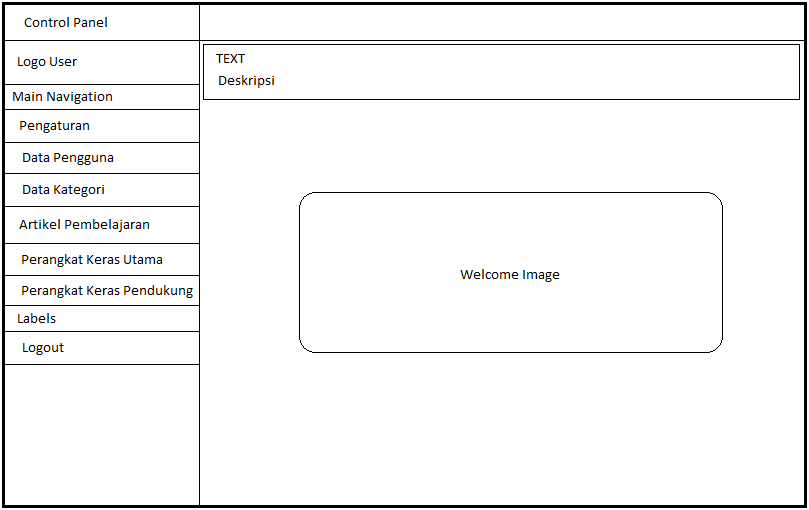 Control Panel
Logo User
Main Navigation
Pengaturan
Data Pengguna
Data Kategori
Artikel Pembelajaran
Perangkat Keras Utama
Perangkat Keras Pendukung
Labels
Logout
TEXT
Deskripsi
Welcome Image